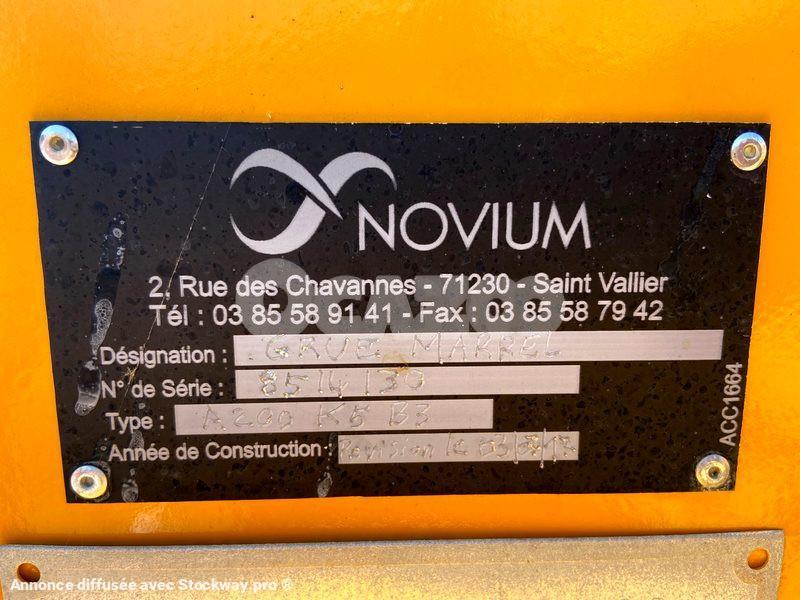 NOVIUM
2, Rue des Chavannes - 71230 - Saint Vallier
Tél : 03 85 58 91 41 - Fax : 03 85 58 79 42
OCAZOO
Désignation : GRUE MARREL
N° de Série : 8514130
Type : A200 K5 B3
Année de Construction : Révision le
ACC1664
Annonce diffusée avec Stockway.pro ®